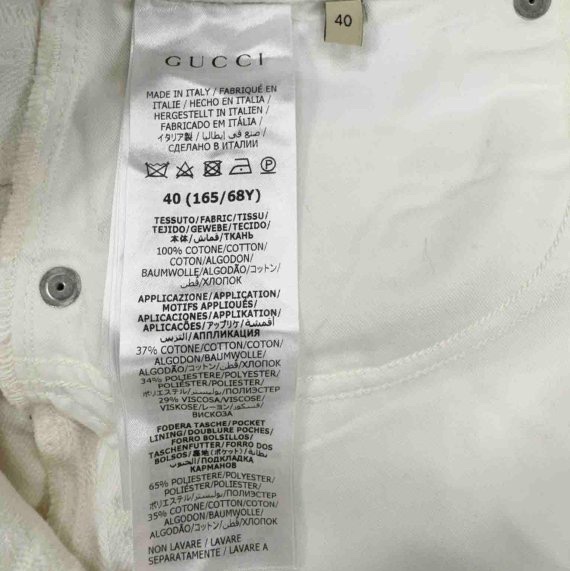 GUCCI
40
MADE IN ITALY / FABRIQUÉ EN
ITALIE / HECHO EN ITALIA /
HERGESTELLT IN ITALIEN /
FABRICADO EM ITÁLIA /
イタリア製 / صنع في إيطاليا /
СДЕЛАНО В ИТАЛИИ
40 (165/68Y)
TESSUTO/FABRIC/TISSU/
TEJIDO/GEWEBE/TECIDO/
本体/قماش/ТКАНЬ
100% COTONE/COTTON/
COTON/ALGODON/
BAUMWOLLE/ALGODÃO/コットン/
قطن/ХЛОПОК
APPLICAZIONE/APPLICATION/
MOTIFS APPLIQUÉS/
APLICACIONES/APPLIKATION/
APLICAÇÕES/アップリケ/أقمشة
التزيين/АППЛИКАЦИЯ
37% COTONE/COTTON/COTON/
ALGODON/BAUMWOLLE/
ALGODÃO/コットン/قطن/ХЛОПОК
34% POLIESTERE/POLYESTER/
POLIÉSTER/POLYESTER/
ポリエステル/بوليستر/ПОЛИЭСТЕР
29% VISCOSA/VISCOSE/
VISKOSE/レーヨン/فسكوز/
ВИСКОЗА
FODERA TASCHE/POCKET
LINING/DOUBLURE POCHES/
FORRO BOLSILLOS/
TASCHENFUTTER/FORRO DOS
BOLSOS/裏地(ポケット)/بطانة
الجيوب/ПОДКЛАДКА
КАРМАНОВ
65% POLIESTERE/POLYESTER/
POLIÉSTER/POLYESTER/
ポリエステル/بوليستر/ПОЛИЭСТЕР
35% COTONE/COTTON/COTON/
ALGODON/BAUMWOLLE/
ALGODÃO/コットン/قطن/ХЛОПОК
NON LAVARE / LAVARE
SEPARATAMENTE / LAVARE A